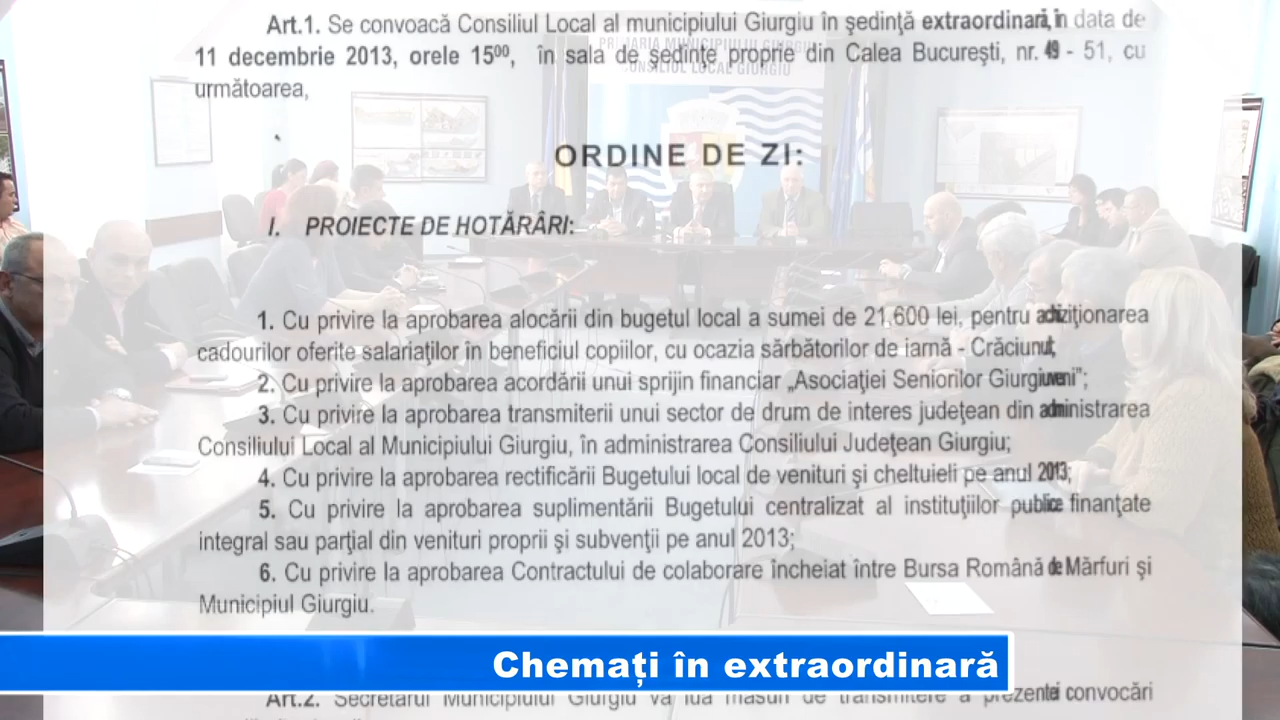 Art.1. Se convoacă Consiliul Local al municipiului Giurgiu în şedinţă extraordinară, în data de
11 decembrie 2013, orele 15⁰⁰, în sala de şedinţe proprie din Calea Bucureşti, nr. 49 - 51, cu
următoarea,
PRIMĂRIA MUNICIPIULUI GIURGIU
CONSILIUL LOCAL GIURGIU
ORDINE DE ZI:
I. PROIECTE DE HOTĂRÂRI:
1. Cu privire la aprobarea alocării din bugetul local a sumei de 21.600 lei, pentru achiziţionarea
cadourilor oferite salariaţilor în beneficiul copiilor, cu ocazia sărbătorilor de iarnă - Crăciunul;
2. Cu privire la aprobarea acordării unui sprijin financiar „Asociaţiei Seniorilor Giurgiuveni”;
3. Cu privire la aprobarea transmiterii unui sector de drum de interes judeţean din administrarea
Consiliului Local al Municipiului Giurgiu, în administrarea Consiliului Judeţean Giurgiu;
4. Cu privire la aprobarea rectificării Bugetului local de venituri şi cheltuieli pe anul 2013;
5. Cu privire la aprobarea suplimentării Bugetului centralizat al instituţiilor publice finanţate
integral sau parţial din venituri proprii şi subvenţii pe anul 2013;
6. Cu privire la aprobarea Contractului de colaborare încheiat între Bursa Română de Mărfuri şi
Municipiul Giurgiu.
Chemați în extraordinară
Art.2. Secretarul Municipiului Giurgiu va lua măsuri de transmitere a prezentei convocări